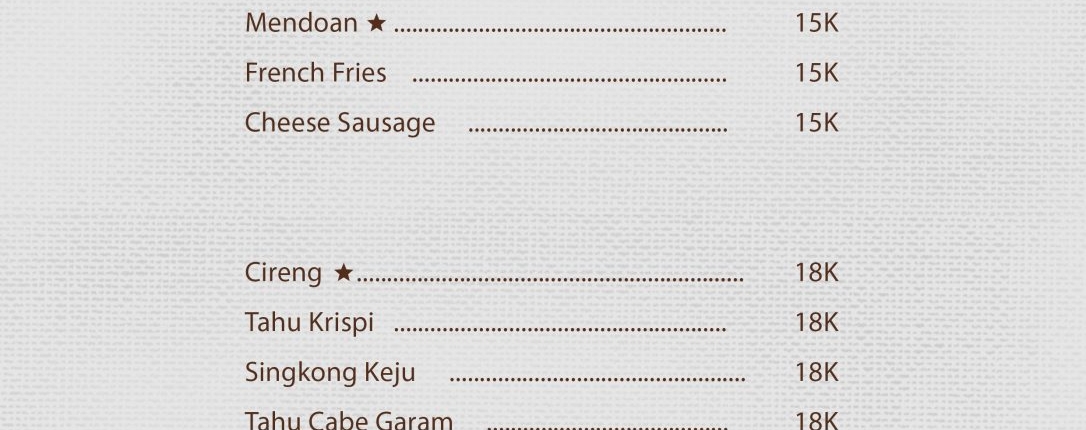 Mendoan ★ ........................................................ 15K
French Fries ..................................................... 15K
Cheese Sausage ........................................... 15K
Cireng ★ ................................................................. 18K
Tahu Krispi ........................................................ 18K
Singkong Keju .................................................. 18K
Tahu Cabe Garam ........................................ 18K